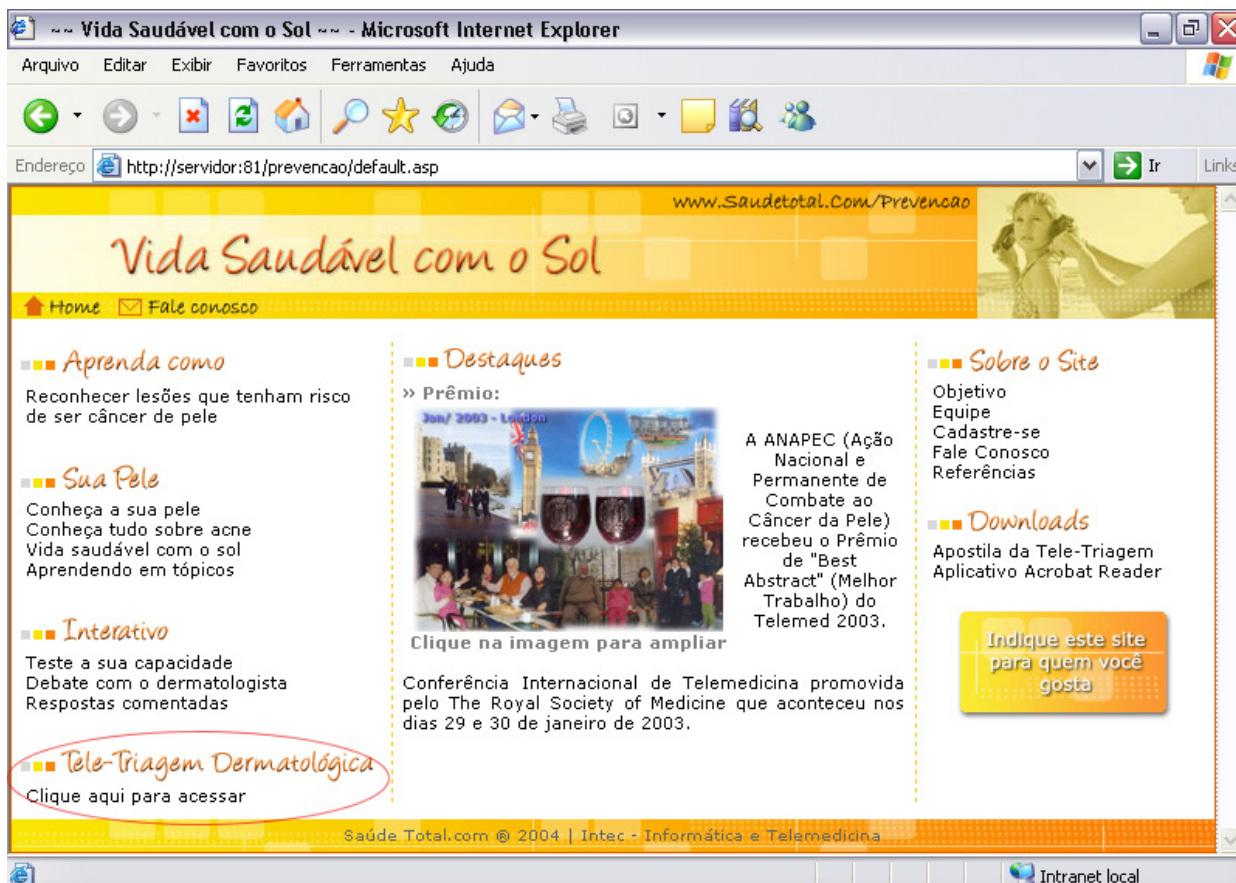 ~~ Vida Saudável com o Sol ~~ - Microsoft Internet Explorer
Arquivo Editar Exibir Favoritos Ferramentas Ajuda
Endereço http://servidor:81/prevencao/default.asp Ir Links
www.Saudetotal.Com/Prevencao
Vida Saudável com o Sol
Home Fale conosco
Aprenda como
Reconhecer lesões que tenham risco
de ser câncer de pele
Sua Pele
Conheça a sua pele
Conheça tudo sobre acne
Vida saudável com o sol
Aprendendo em tópicos
Interativo
Teste a sua capacidade
Debate com o dermatologista
Respostas comentadas
Tele-Triagem Dermatológica
Clique aqui para acessar
Destaques
» Prêmio:
Jan/ 2003 - London
A ANAPEC (Ação
Nacional e
Permanente de
Combate ao
Câncer da Pele)
recebeu o Prêmio
de "Best
Abstract" (Melhor
Trabalho) do
Telemed 2003.
Clique na imagem para ampliar
Conferência Internacional de Telemedicina promovida
pelo The Royal Society of Medicine que aconteceu nos
dias 29 e 30 de janeiro de 2003.
Sobre o Site
Objetivo
Equipe
Cadastre-se
Fale Conosco
Referências
Downloads
Apostila da Tele-Triagem
Aplicativo Acrobat Reader
Indique este site
para quem você
gosta
Saúde Total.com ® 2004 | Intec - Informática e Telemedicina
Intranet local